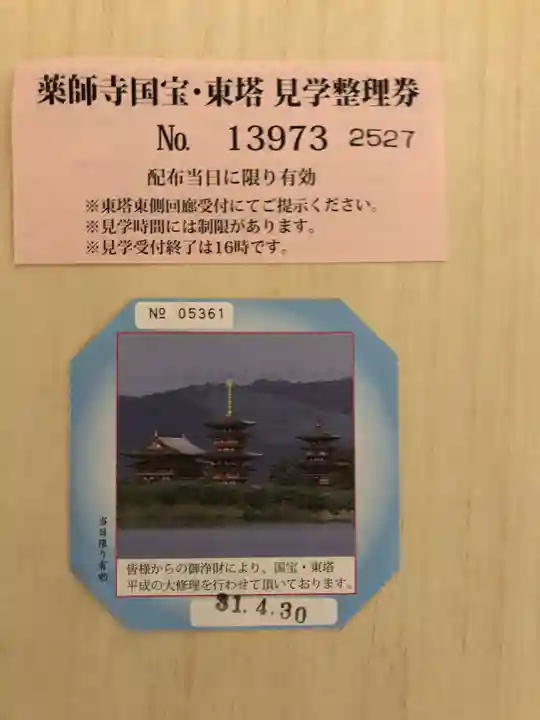 薬師寺国宝・東塔 見学整理券
No. 13973 2527
配布当日に限り有効
※東塔東側回廊受付にてご提示ください。
※見学時間には制限があります。
※見学受付終了は16時です。
Nº 05361
当日限り有効
皆様からの御浄財により、国宝・東塔
平成の大修理を行わせて頂いております。
31.4.30